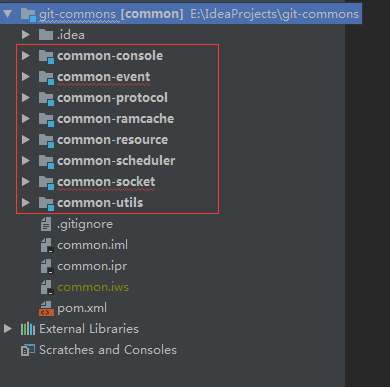 git-commons [common] E:\IdeaProjects\git-commons
.idea
common-console
common-event
common-protocol
common-ramcache
common-resource
common-scheduler
common-socket
common-utils
.gitignore
common.iml
common.ipr
common.iws
pom.xml
External Libraries
Scratches and Consoles